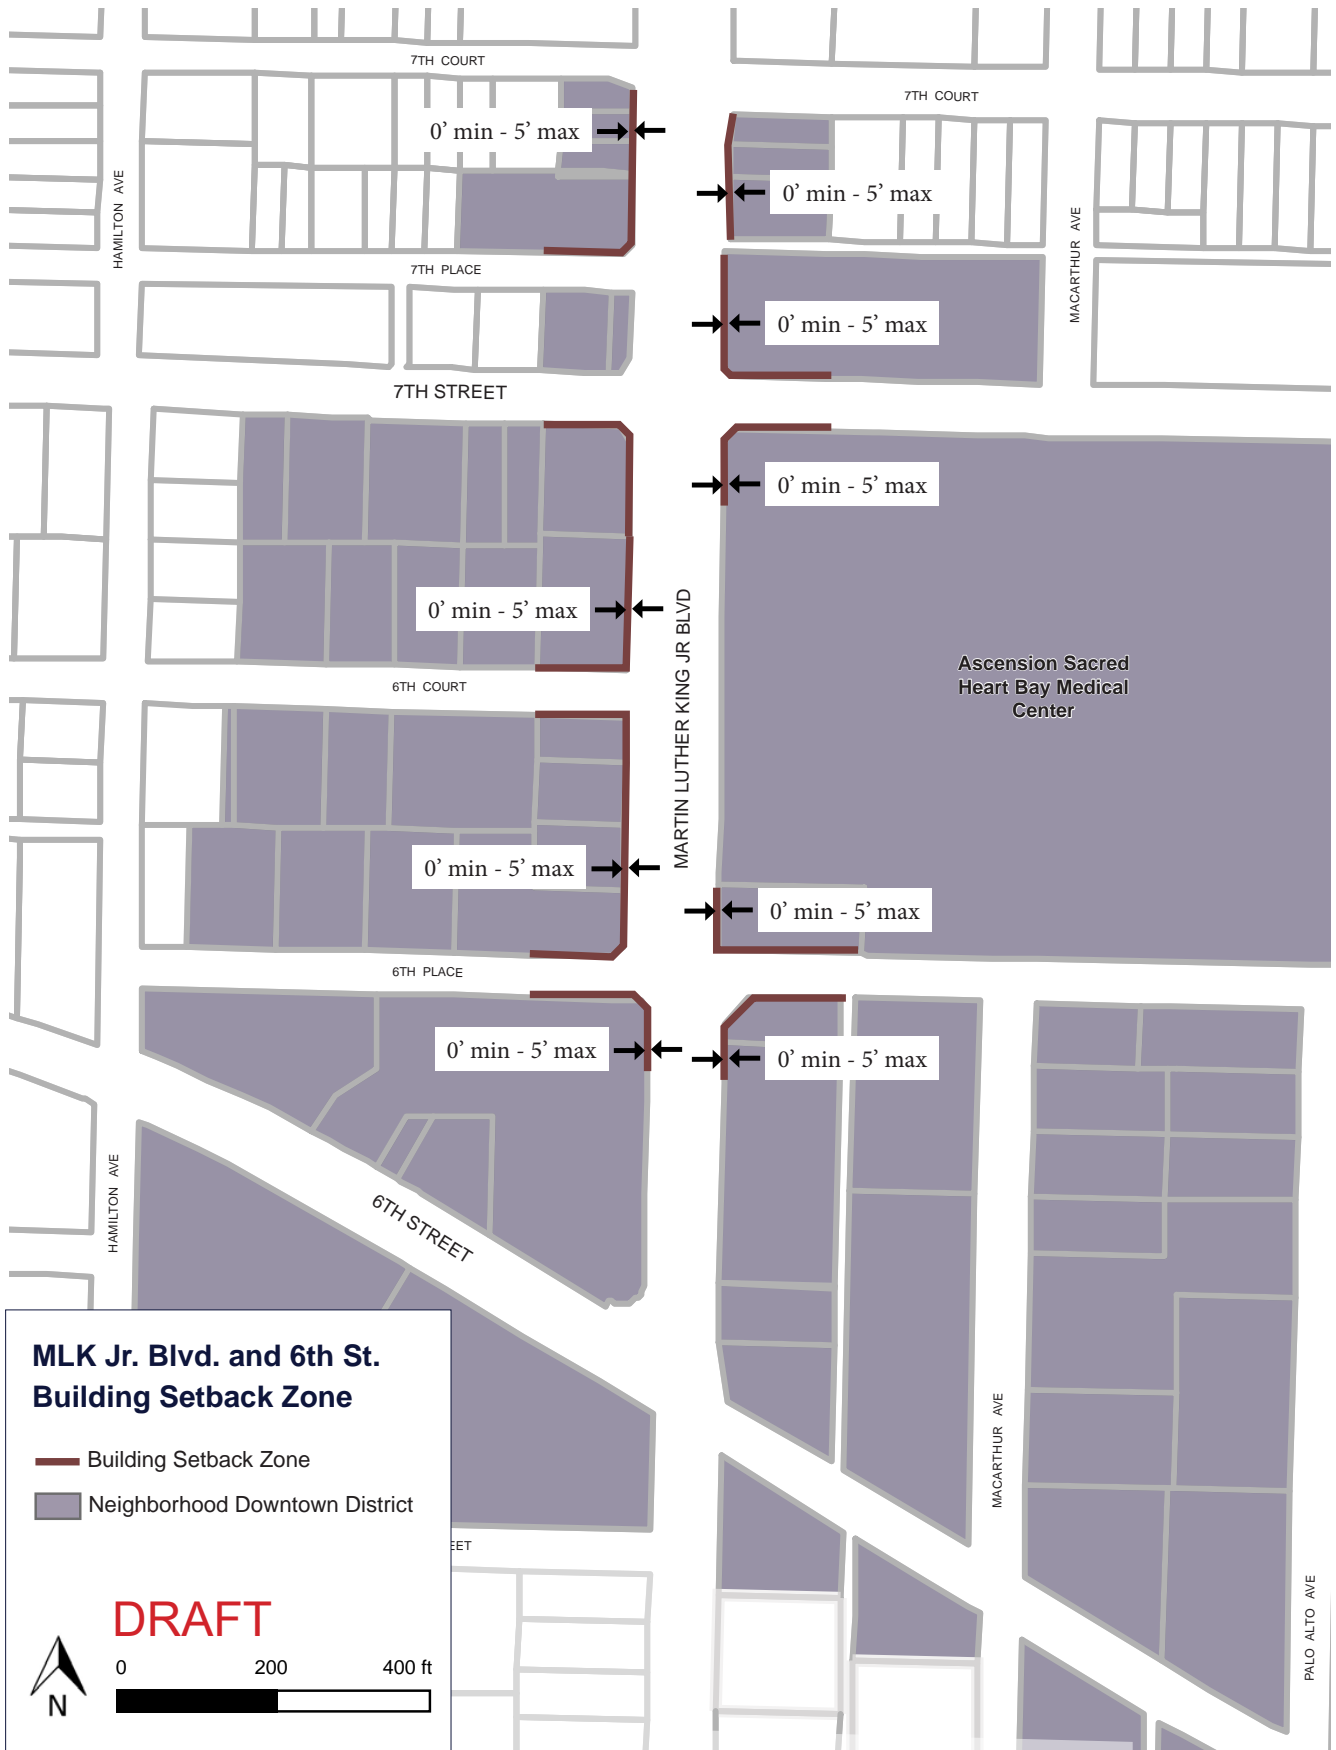 7TH COURT
7TH COURT
0’ min - 5’ max
HAMILTON AVE
0’ min - 5’ max
MACARTHUR AVE
7TH PLACE
0’ min - 5’ max
7TH STREET
0’ min - 5’ max
0’ min - 5’ max
MARTIN LUTHER KING JR BLVD
Ascension Sacred
Heart Bay Medical
Center
6TH COURT
0’ min - 5’ max
0’ min - 5’ max
6TH PLACE
0’ min - 5’ max
0’ min - 5’ max
HAMILTON AVE
6TH STREET
MLK Jr. Blvd. and 6th St.
Building Setback Zone
Building Setback Zone
Neighborhood Downtown District
MACARTHUR AVE
EET
DRAFT
0 200 400 ft
N
PALO ALTO AVE